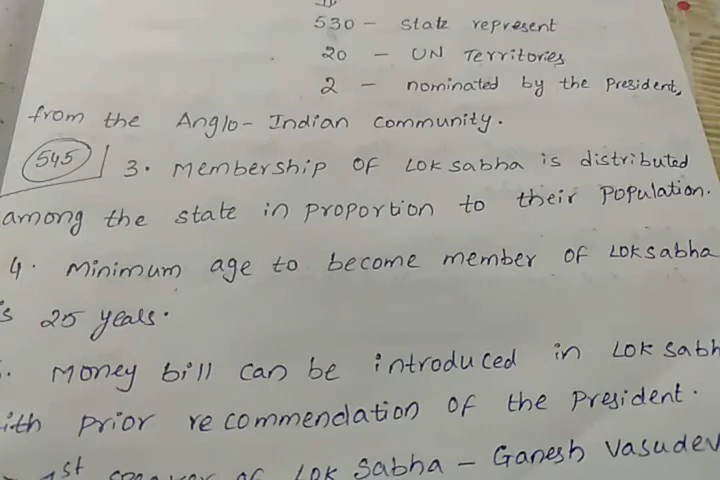 530 - state represent
20 - UN Territories
2 - nominated by the President,
from the Anglo-Indian community.
545 3. Membership of Lok sabha is distributed
among the state in proportion to their population.
4. Minimum age to become member of Loksabha
is 25 years.
. Money bill can be introduced in Lok Sabh
ith prior recommendation of the president.
1st of Lok Sabha - Ganesh Vasudev